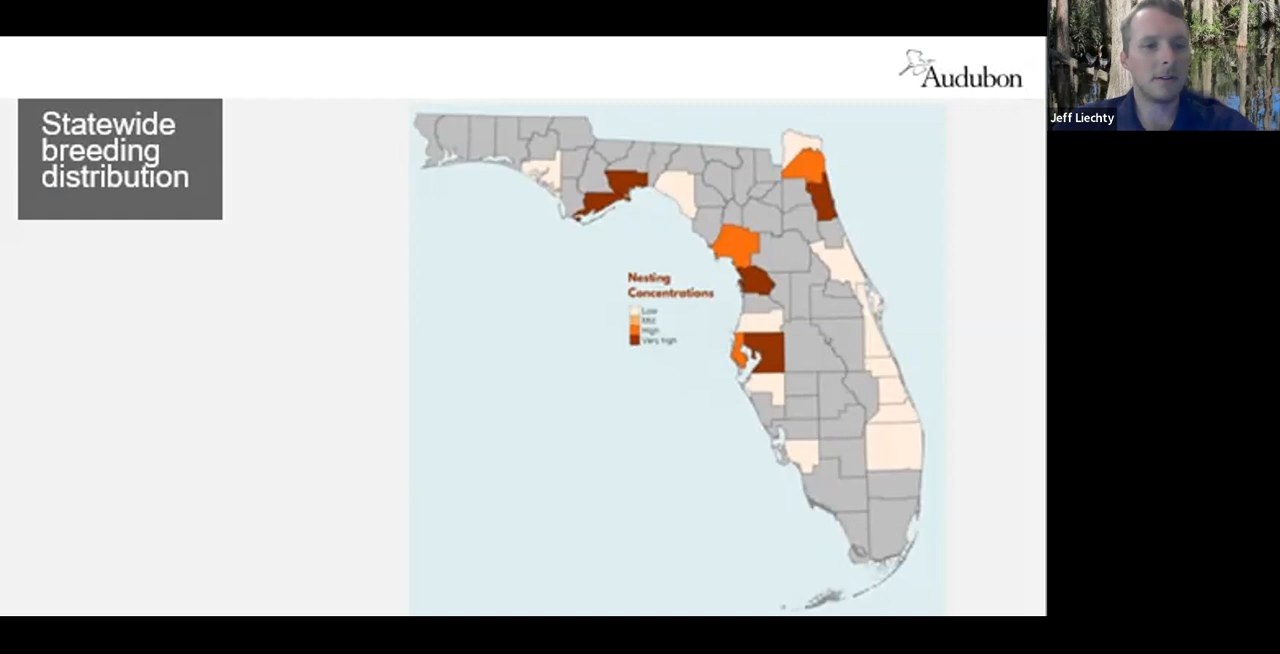 Audubon
Jeff Liechty
Statewide
breeding
distribution
Nesting
Concentrations
Low
Mid
High
Very high